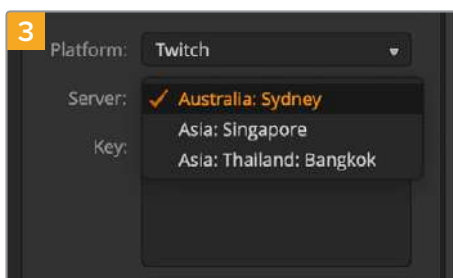 3
Platform: Twitch
Server: Australia: Sydney
Asia: Singapore
Key:
Asia: Thailand: Bangkok